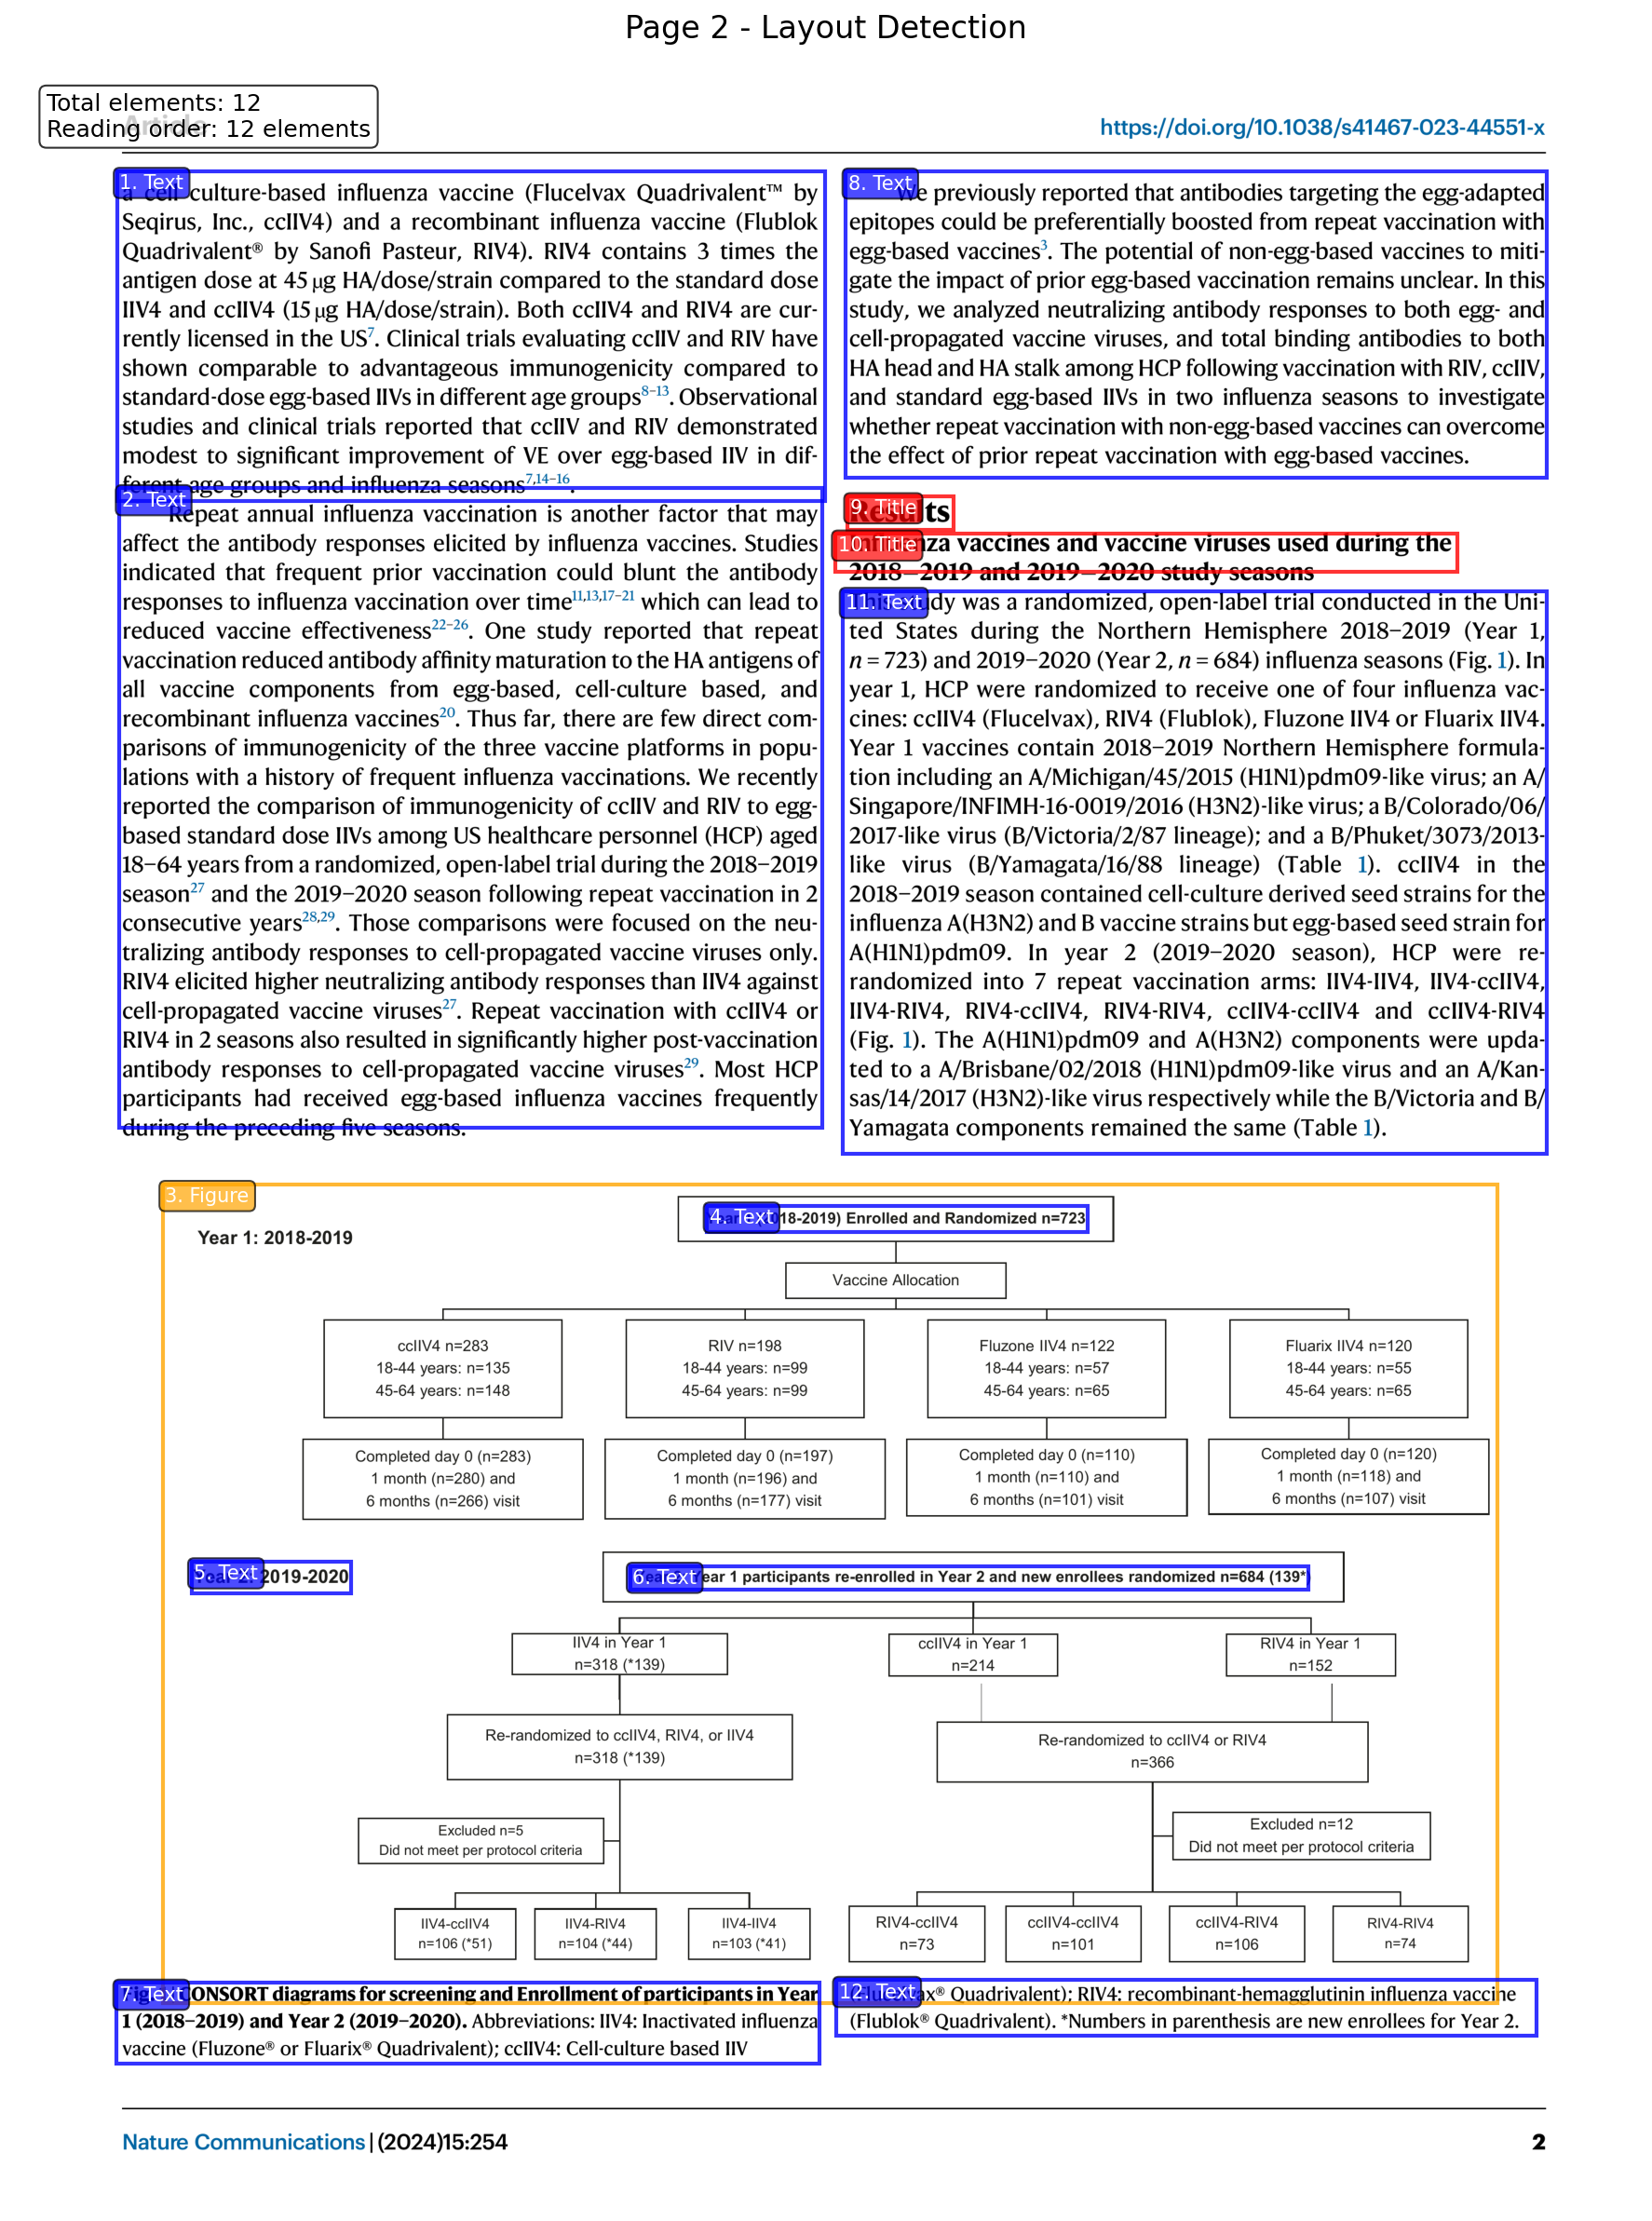 Page 2 - Layout Detection
Total elements: 12
Reading order: 12 elements
Article
https://doi.org/10.1038/s41467-023-44551-x
1. Text
a cell culture-based influenza vaccine (Flucelvax Quadrivalent™ by
Seqirus, Inc., ccIIV4) and a recombinant influenza vaccine (Flublok
Quadrivalent® by Sanofi Pasteur, RIV4). RIV4 contains 3 times the
antigen dose at 45 µg HA/dose/strain compared to the standard dose
IIV4 and ccIIV4 (15 µg HA/dose/strain). Both ccIIV4 and RIV4 are cur-
rently licensed in the US7. Clinical trials evaluating ccIIV and RIV have
shown comparable to advantageous immunogenicity compared to
standard-dose egg-based IIVs in different age groups8–13. Observational
studies and clinical trials reported that ccIIV and RIV demonstrated
modest to significant improvement of VE over egg-based IIV in dif-
ferent age groups and influenza seasons7,14–16.
2. Text
Repeat annual influenza vaccination is another factor that may
affect the antibody responses elicited by influenza vaccines. Studies
indicated that frequent prior vaccination could blunt the antibody
responses to influenza vaccination over time11,13,17–21 which can lead to
reduced vaccine effectiveness22–26. One study reported that repeat
vaccination reduced antibody affinity maturation to the HA antigens of
all vaccine components from egg-based, cell-culture based, and
recombinant influenza vaccines20. Thus far, there are few direct com-
parisons of immunogenicity of the three vaccine platforms in popu-
lations with a history of frequent influenza vaccinations. We recently
reported the comparison of immunogenicity of ccIIV and RIV to egg-
based standard dose IIVs among US healthcare personnel (HCP) aged
18–64 years from a randomized, open-label trial during the 2018–2019
season27 and the 2019–2020 season following repeat vaccination in 2
consecutive years28,29. Those comparisons were focused on the neu-
tralizing antibody responses to cell-propagated vaccine viruses only.
RIV4 elicited higher neutralizing antibody responses than IIV4 against
cell-propagated vaccine viruses27. Repeat vaccination with ccIIV4 or
RIV4 in 2 seasons also resulted in significantly higher post-vaccination
antibody responses to cell-propagated vaccine viruses29. Most HCP
participants had received egg-based influenza vaccines frequently
during the preceding five seasons.
8. Text
We previously reported that antibodies targeting the egg-adapted
epitopes could be preferentially boosted from repeat vaccination with
egg-based vaccines3. The potential of non-egg-based vaccines to miti-
gate the impact of prior egg-based vaccination remains unclear. In this
study, we analyzed neutralizing antibody responses to both egg- and
cell-propagated vaccine viruses, and total binding antibodies to both
HA head and HA stalk among HCP following vaccination with RIV, ccIIV,
and standard egg-based IIVs in two influenza seasons to investigate
whether repeat vaccination with non-egg-based vaccines can overcome
the effect of prior repeat vaccination with egg-based vaccines.
9. Title
Results
10. Title
Influenza vaccines and vaccine viruses used during the
2018–2019 and 2019–2020 study seasons
11. Text
This study was a randomized, open-label trial conducted in the Uni-
ted States during the Northern Hemisphere 2018–2019 (Year 1,
n = 723) and 2019–2020 (Year 2, n = 684) influenza seasons (Fig. 1). In
year 1, HCP were randomized to receive one of four influenza vac-
cines: ccIIV4 (Flucelvax), RIV4 (Flublok), Fluzone IIV4 or Fluarix IIV4.
Year 1 vaccines contain 2018–2019 Northern Hemisphere formula-
tion including an A/Michigan/45/2015 (H1N1)pdm09-like virus; an A/
Singapore/INFIMH-16-0019/2016 (H3N2)-like virus; a B/Colorado/06/
2017-like virus (B/Victoria/2/87 lineage); and a B/Phuket/3073/2013-
like virus (B/Yamagata/16/88 lineage) (Table 1). ccIIV4 in the
2018–2019 season contained cell-culture derived seed strains for the
influenza A(H3N2) and B vaccine strains but egg-based seed strain for
A(H1N1)pdm09. In year 2 (2019–2020 season), HCP were re-
randomized into 7 repeat vaccination arms: IIV4-IIV4, IIV4-ccIIV4,
IIV4-RIV4, RIV4-ccIIV4, RIV4-RIV4, ccIIV4-ccIIV4 and ccIIV4-RIV4
(Fig. 1). The A(H1N1)pdm09 and A(H3N2) components were upda-
ted to a A/Brisbane/02/2018 (H1N1)pdm09-like virus and an A/Kan-
sas/14/2017 (H3N2)-like virus respectively while the B/Victoria and B/
Yamagata components remained the same (Table 1).
3. Figure
4. Text
18-2019) Enrolled and Randomized n=723
Year 1: 2018-2019
Vaccine Allocation
ccIIV4 n=283
18-44 years: n=135
45-64 years: n=148
RIV n=198
18-44 years: n=99
45-64 years: n=99
Fluzone IIV4 n=122
18-44 years: n=57
45-64 years: n=65
Fluarix IIV4 n=120
18-44 years: n=55
45-64 years: n=65
Completed day 0 (n=283)
1 month (n=280) and
6 months (n=266) visit
Completed day 0 (n=197)
1 month (n=196) and
6 months (n=177) visit
Completed day 0 (n=110)
1 month (n=110) and
6 months (n=101) visit
Completed day 0 (n=120)
1 month (n=118) and
6 months (n=107) visit
5. Text
Year 2: 2019-2020
6. Text
Year 1 participants re-enrolled in Year 2 and new enrollees randomized n=684 (139*)
IIV4 in Year 1
n=318 (*139)
ccIIV4 in Year 1
n=214
RIV4 in Year 1
n=152
Re-randomized to ccIIV4, RIV4, or IIV4
n=318 (*139)
Re-randomized to ccIIV4 or RIV4
n=366
Excluded n=5
Did not meet per protocol criteria
Excluded n=12
Did not meet per protocol criteria
IIV4-ccIIV4
n=106 (*51)
IIV4-RIV4
n=104 (*44)
IIV4-IIV4
n=103 (*41)
RIV4-ccIIV4
n=73
ccIIV4-ccIIV4
n=101
ccIIV4-RIV4
n=106
RIV4-RIV4
n=74
7. Text
CONSORT diagrams for screening and Enrollment of participants in Year
1 (2018–2019) and Year 2 (2019–2020). Abbreviations: IIV4: Inactivated influenza
vaccine (Fluzone® or Fluarix® Quadrivalent); ccIIV4: Cell-culture based IIV
12. Text
(Flucelvax® Quadrivalent); RIV4: recombinant-hemagglutinin influenza vaccine
(Flublok® Quadrivalent). *Numbers in parenthesis are new enrollees for Year 2.
Nature Communications | (2024)15:254
2